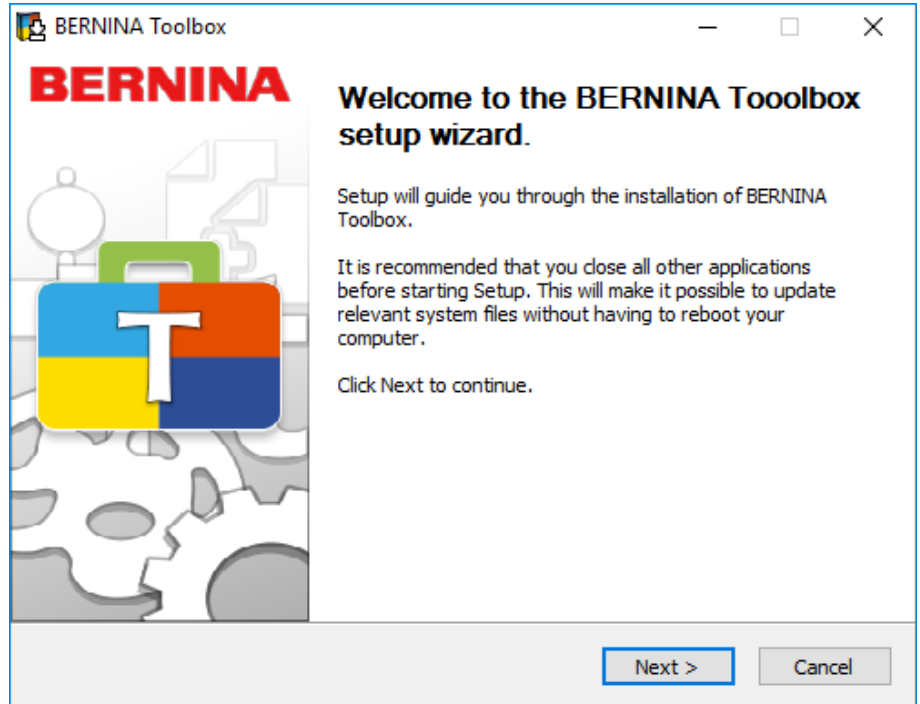 BERNINA Toolbox
BERNINA
Welcome to the BERNINA Tooolbox
setup wizard.
Setup will guide you through the installation of BERNINA
Toolbox.
It is recommended that you close all other applications
before starting Setup. This will make it possible to update
relevant system files without having to reboot your
computer.
Click Next to continue.
T
Next >
Cancel